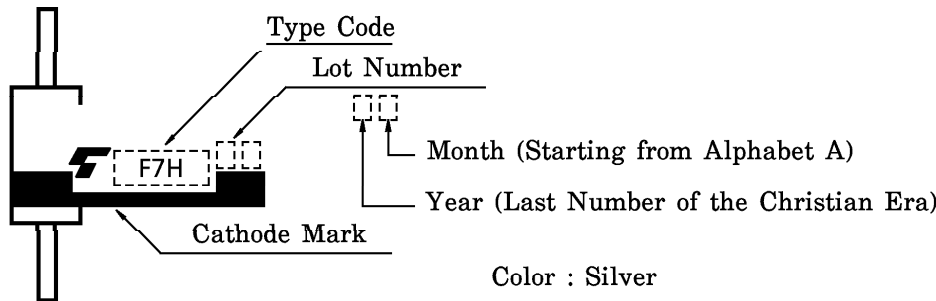 Type Code
Lot Number
F7H
Month (Starting from Alphabet A)
Year (Last Number of the Christian Era)
Cathode Mark
Color : Silver